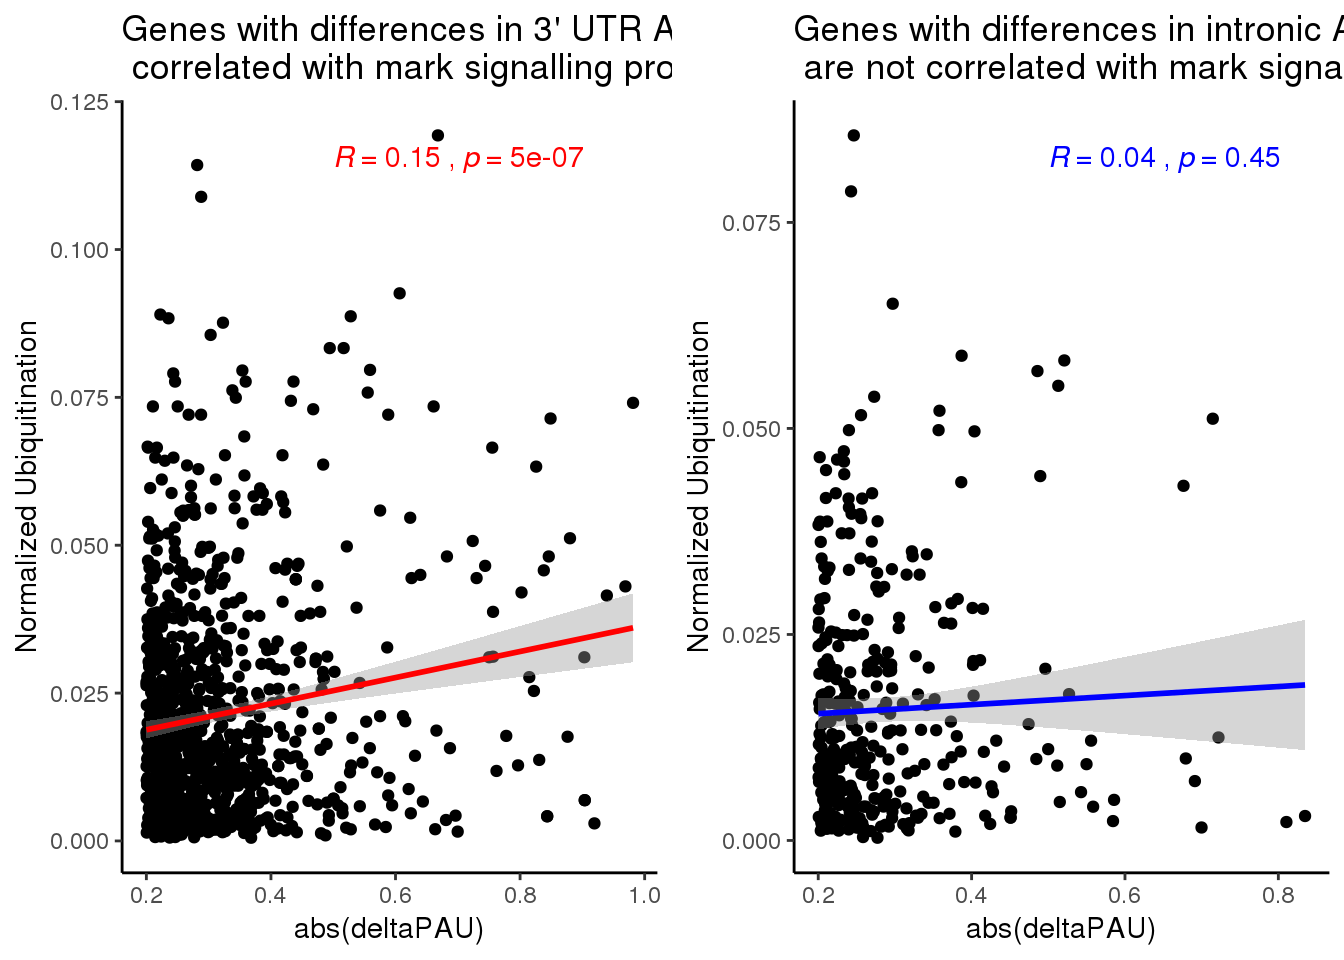 Genes with differences in 3' UTR A
correlated with mark signalling pro
0.125
0.100
0.075
0.050
0.025
0.000
Normalized Ubiquitination
R = 0.15 , p = 5e-07
0.2 0.4 0.6 0.8 1.0
abs(deltaPAU)
Genes with differences in intronic A
are not correlated with mark signa
0.075
0.050
0.025
0.000
Normalized Ubiquitination
R = 0.04 , p = 0.45
0.2 0.4 0.6 0.8
abs(deltaPAU)